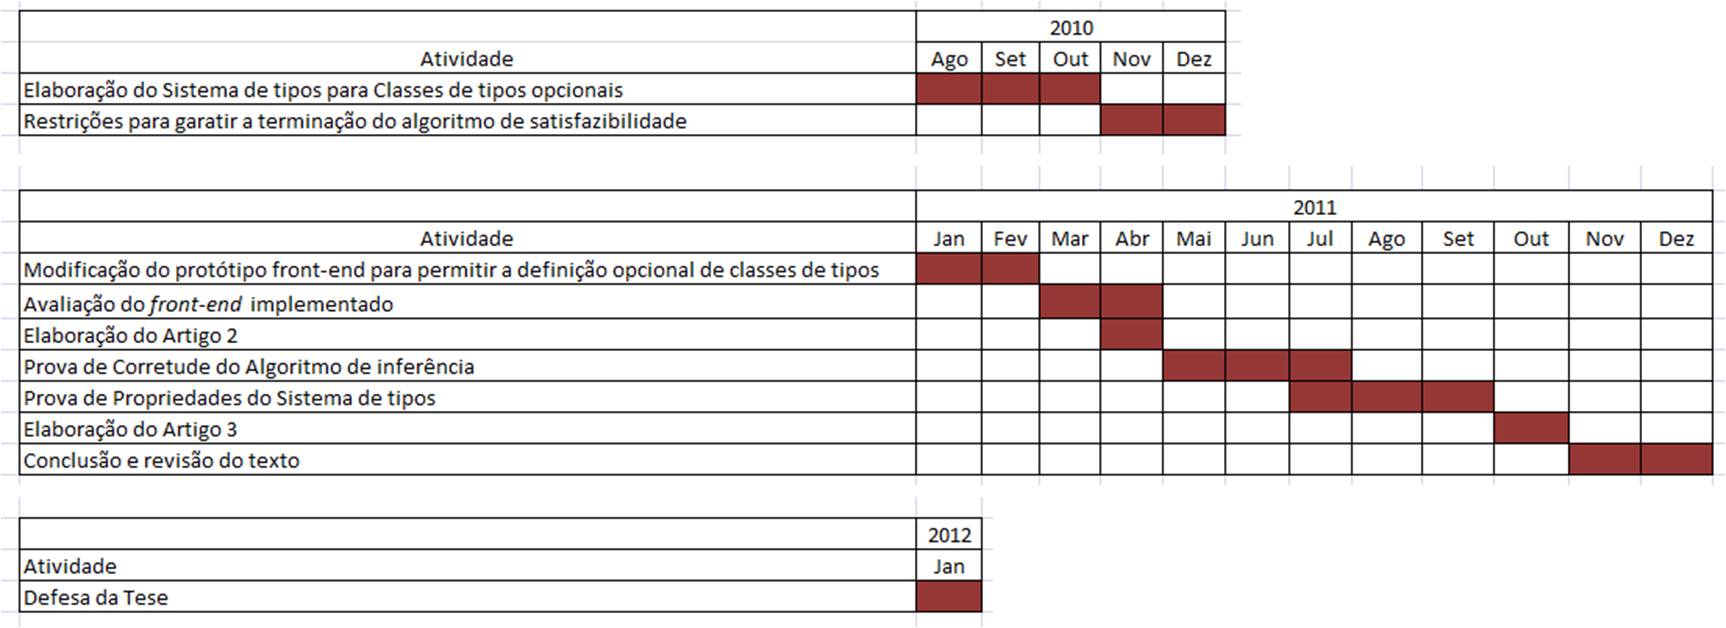 2010
Atividade Ago Set Out Nov Dez
Elaboração do Sistema de tipos para Classes de tipos opcionais
Restrições para garatir a terminação do algoritmo de satisfazibilidade
2011
Atividade Jan Fev Mar Abr Mai Jun Jul Ago Set Out Nov Dez
Modificação do protótipo front-end para permitir a definição opcional de classes de tipos
Avaliação do front-end implementado
Elaboração do Artigo 2
Prova de Corretude do Algoritmo de inferência
Prova de Propriedades do Sistema de tipos
Elaboração do Artigo 3
Conclusão e revisão do texto
2012
Atividade Jan
Defesa da Tese